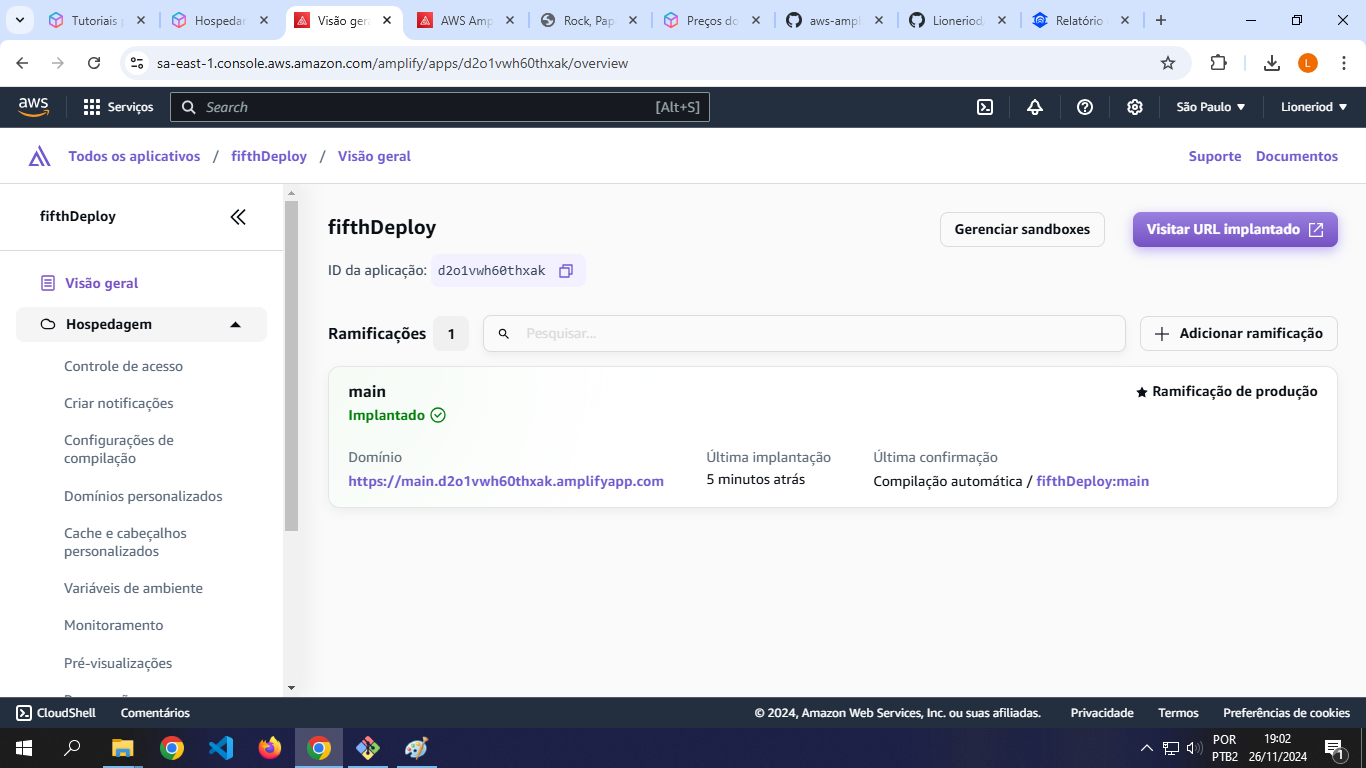 Tutoriais
Hospedar
Visão ger
AWS Amp
Rock, Pap
Preços do
aws-ampl
Lioneriod
Relatório
sa-east-1.console.aws.amazon.com/amplify/apps/d2o1vwh60thxak/overview
L
aws
Serviços
Search
[Alt+S]
São Paulo
Lioneriod
Todos os aplicativos / fifthDeploy / Visão geral
Suporte
Documentos
fifthDeploy
Visão geral
Hospedagem
Controle de acesso
Criar notificações
Configurações de
compilação
Domínios personalizados
Cache e cabeçalhos
personalizados
Variáveis de ambiente
Monitoramento
Pré-visualizações
fifthDeploy
Gerenciar sandboxes
Visitar URL implantado
ID da aplicação: d2o1vwh60thxak
Ramificações 1
Pesquisar...
Adicionar ramificação
main
Ramificação de produção
Implantado
Domínio
https://main.d2o1vwh60thxak.amplifyapp.com
Última implantação
5 minutos atrás
Última confirmação
Compilação automática / fifthDeploy:main
CloudShell
Comentários
© 2024, Amazon Web Services, Inc. ou suas afiliadas.
Privacidade
Termos
Preferências de cookies
POR
PTB2
19:02
26/11/2024
1